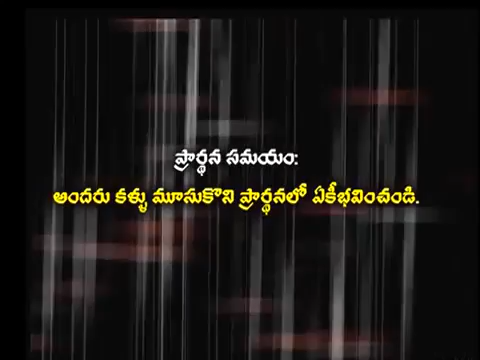 ప్రార్థన సమయం:
అందరు కళ్ళు మూసుకొని ప్రార్థనలో ఏకీభవించండి.